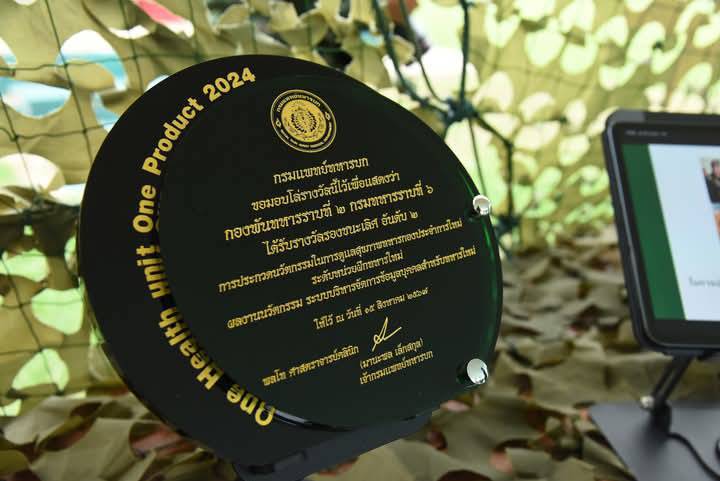 One Health Unit One Product 2024
กรมแพทย์ทหารบก
ขอมอบโล่รางวัลนี้ไว้เพื่อแสดงว่า
กองพันทหารราบที่ ๒ กรมทหารราบที่ ๖
ได้รับรางวัลรองชนะเลิศ อันดับ ๒
การประกวดนวัตกรรมในการดูแลสุขภาพทหารกองประจำการใหม่
ระดับหน่วยฝึกทหารใหม่
ผลงานนวัตกรรม ระบบบริหารจัดการข้อมูลบุคคลสำหรับทหารใหม่
ให้ไว้ ณ วันที่ ๑๕ สิงหาคม ๒๕๖๗
พลโท ศาสตราจารย์คลินิก
(มานะพล เล็กสกุล)
เจ้ากรมแพทย์ทหารบก